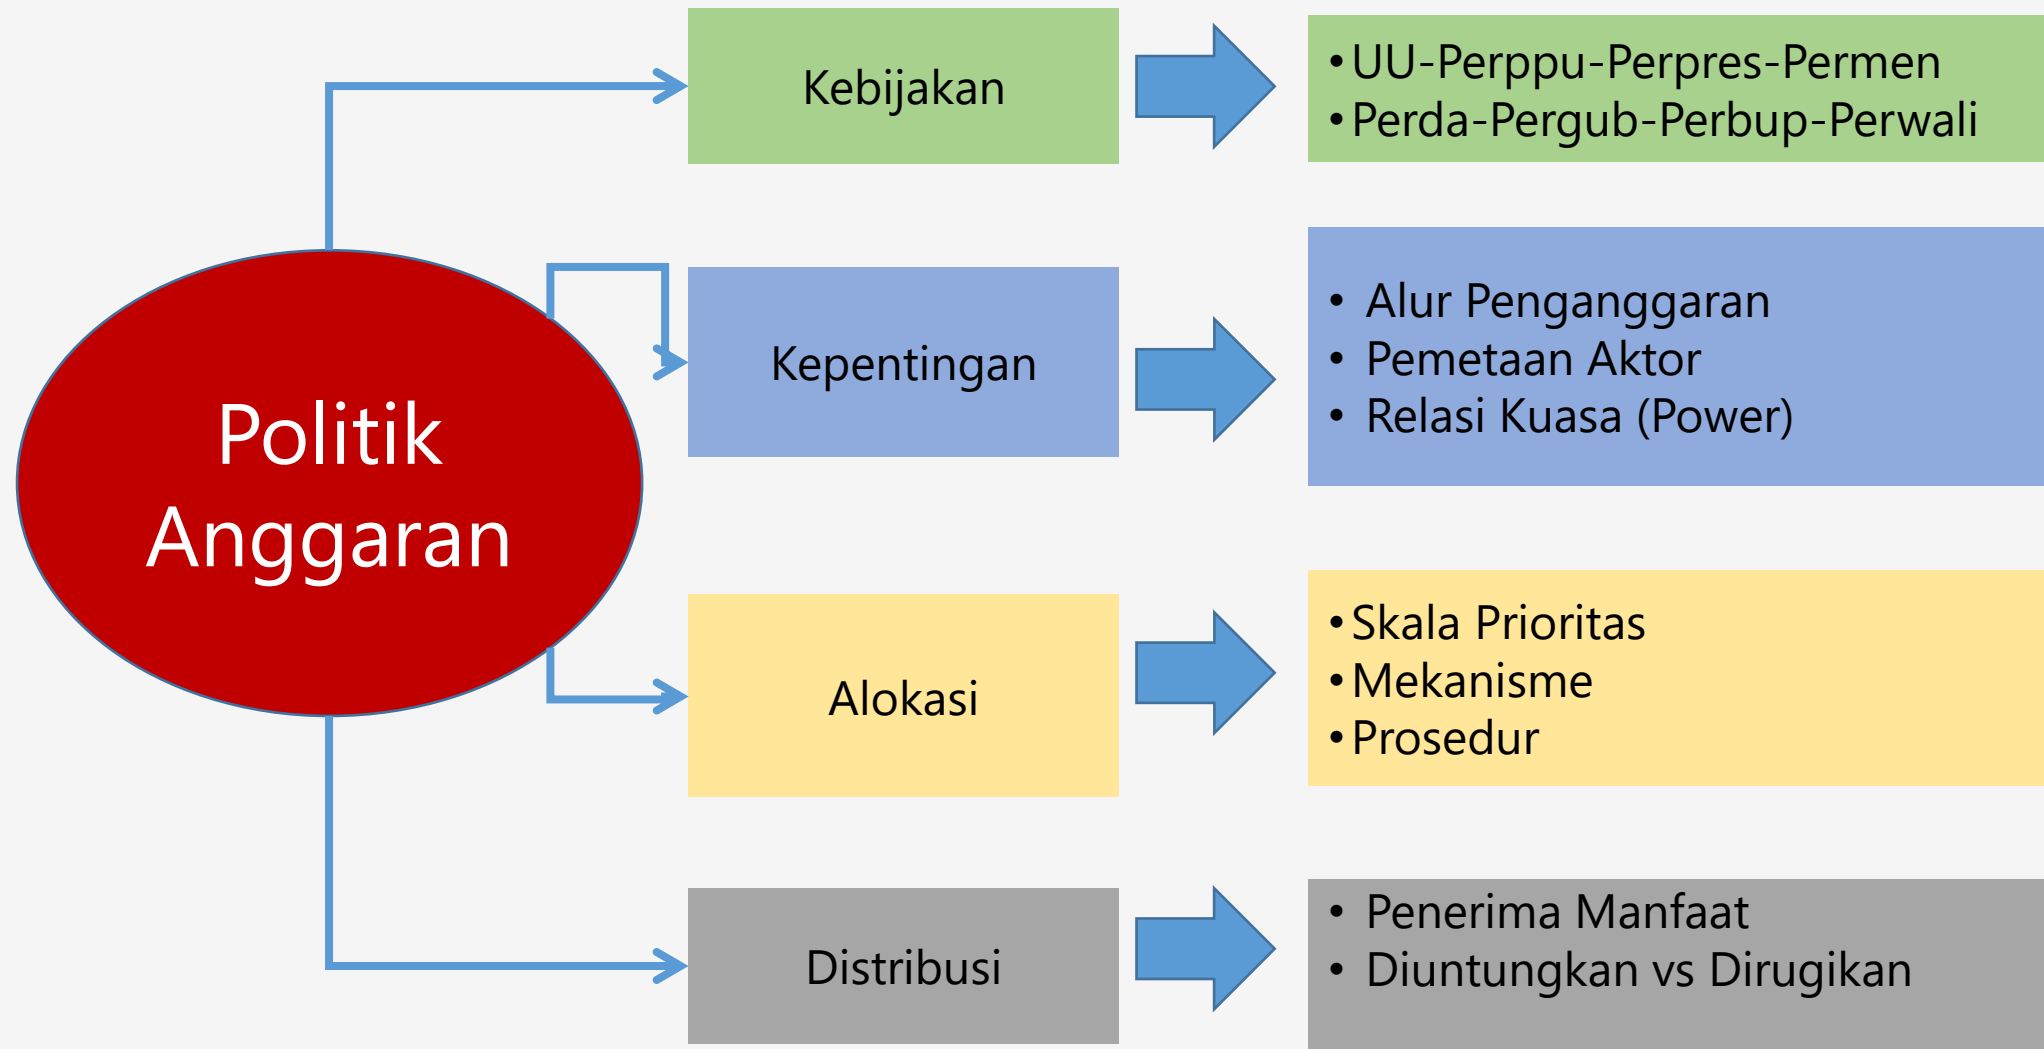 Politik
Anggaran
Kebijakan
•UU-Perppu-Perpres-Permen
•Perda-Pergub-Perbup-Perwali
Kepentingan
• Alur Penganggaran
• Pemetaan Aktor
• Relasi Kuasa (Power)
Alokasi
•Skala Prioritas
•Mekanisme
•Prosedur
Distribusi
• Penerima Manfaat
• Diuntungkan vs Dirugikan